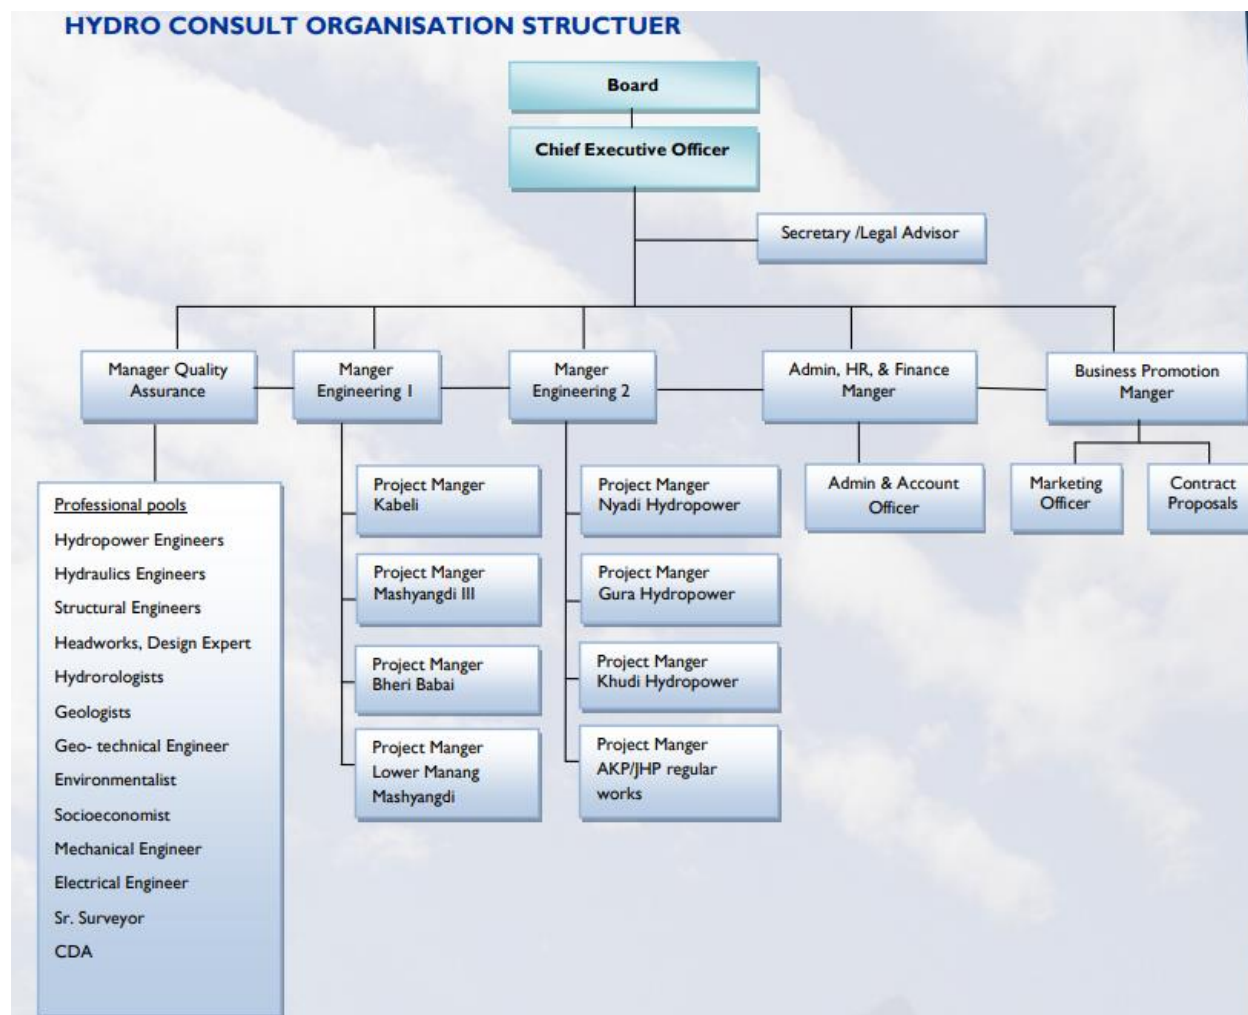 HYDRO CONSULT ORGANISATION STRUCTUER
Board
Chief Executive Officer
Secretary /Legal Advisor
Manager Quality
Assurance
Manger
Engineering 1
Manger
Engineering 2
Admin, HR, & Finance
Manger
Business Promotion
Manger
Professional pools
Hydropower Engineers
Hydraulics Engineers
Structural Engineers
Headworks, Design Expert
Hydrorologists
Geologists
Geo- technical Engineer
Environmentalist
Socioeconomist
Mechanical Engineer
Electrical Engineer
Sr. Surveyor
CDA
Project Manger
Kabeli
Project Manger
Mashyangdi III
Project Manger
Bheri Babai
Project Manger
Lower Manang
Mashyangdi
Project Manger
Nyadi Hydropower
Project Manger
Gura Hydropower
Project Manger
Khudi Hydropower
Project Manger
AKP/JHP regular
works
Admin & Account
Officer
Marketing
Officer
Contract
Proposals